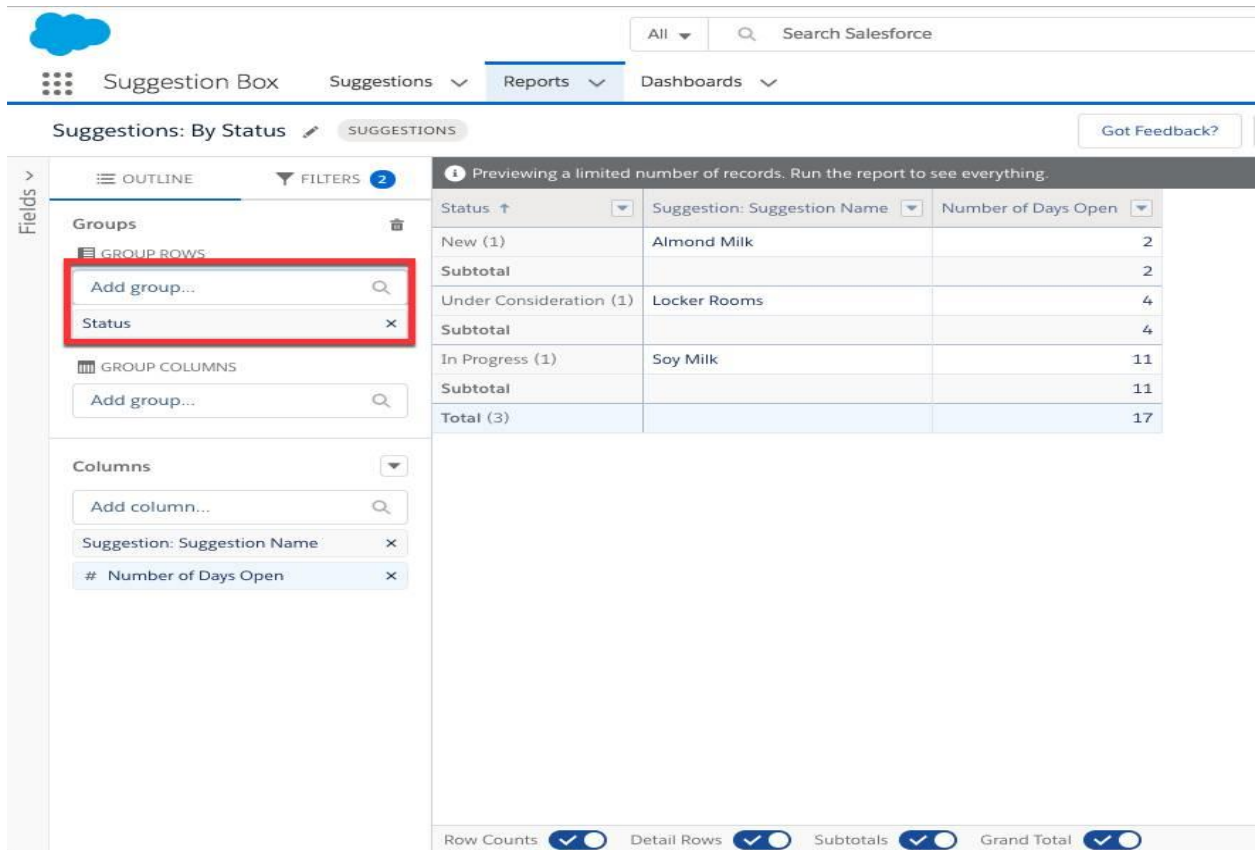 All Search Salesforce
Suggestion Box Suggestions Reports Dashboards
Suggestions: By Status SUGGESTIONS Got Feedback?
Fields
OUTLINE FILTERS 2
Groups
GROUP ROWS
Add group...
Status
GROUP COLUMNS
Add group...
Columns
Add column...
Suggestion: Suggestion Name
# Number of Days Open
Previewing a limited number of records. Run the report to see everything.
Status ↑ Suggestion: Suggestion Name Number of Days Open
New (1) Almond Milk 2
Subtotal 2
Under Consideration (1) Locker Rooms 4
Subtotal 4
In Progress (1) Soy Milk 11
Subtotal 11
Total (3) 17
Row Counts Detail Rows Subtotals Grand Total